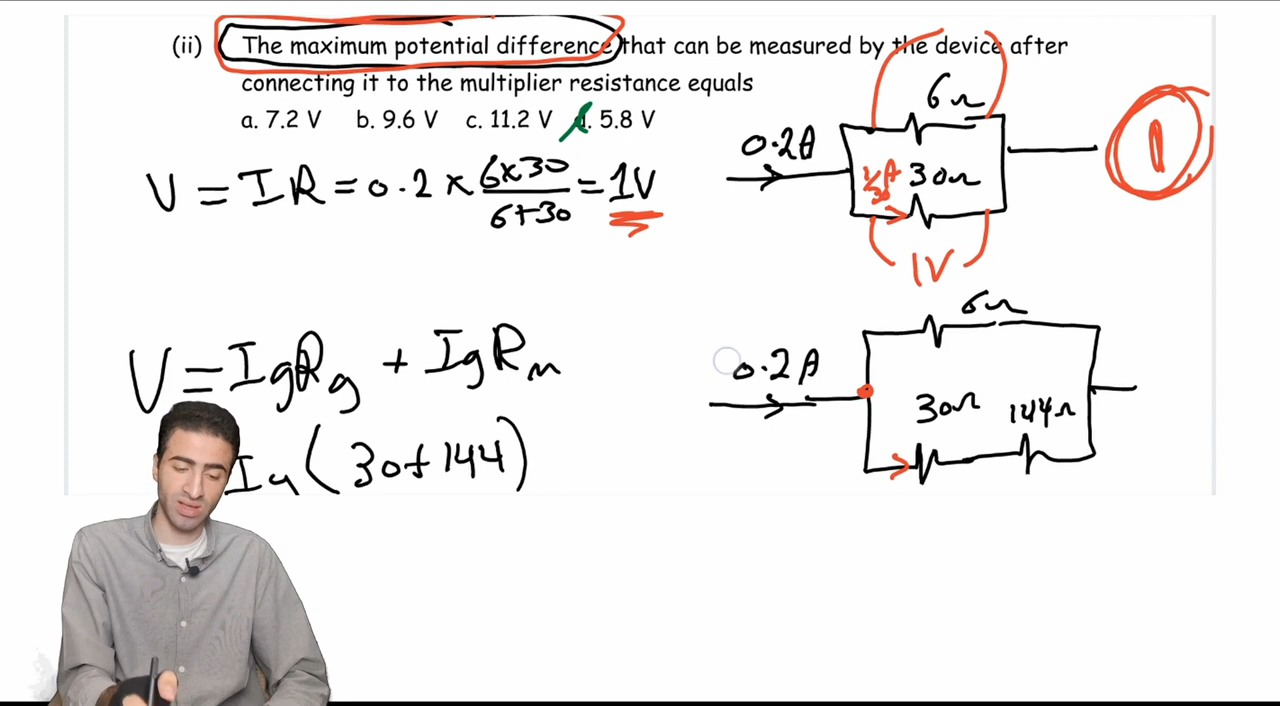 (ii) The maximum potential difference that can be measured by the device after
connecting it to the multiplier resistance equals
a. 7.2 V b. 9.6 V c. 11.2 V d. 5.8 V
6Ω
0.2A
1/30 A 30Ω
1V
1
V = IR = 0.2 × 6×30/6+30 = 1V
6Ω
0.2A
30Ω 144Ω
V = IgRg + IgRm
Ig (30+144)